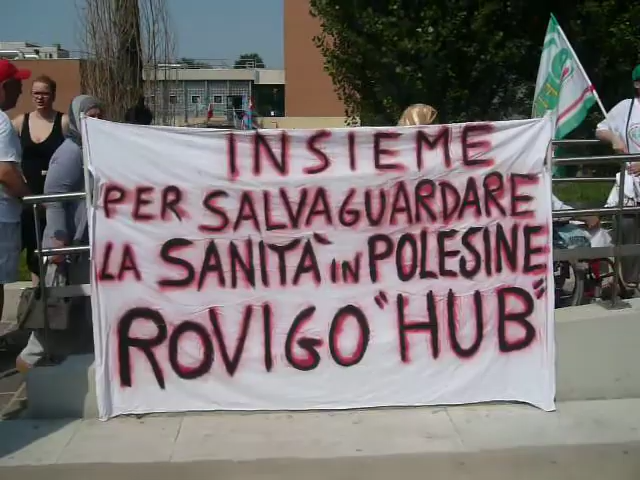 INSIEME
PER SALVAGUARDARE
LA SANITÀ IN POLESINE
ROVIGO "HUB"